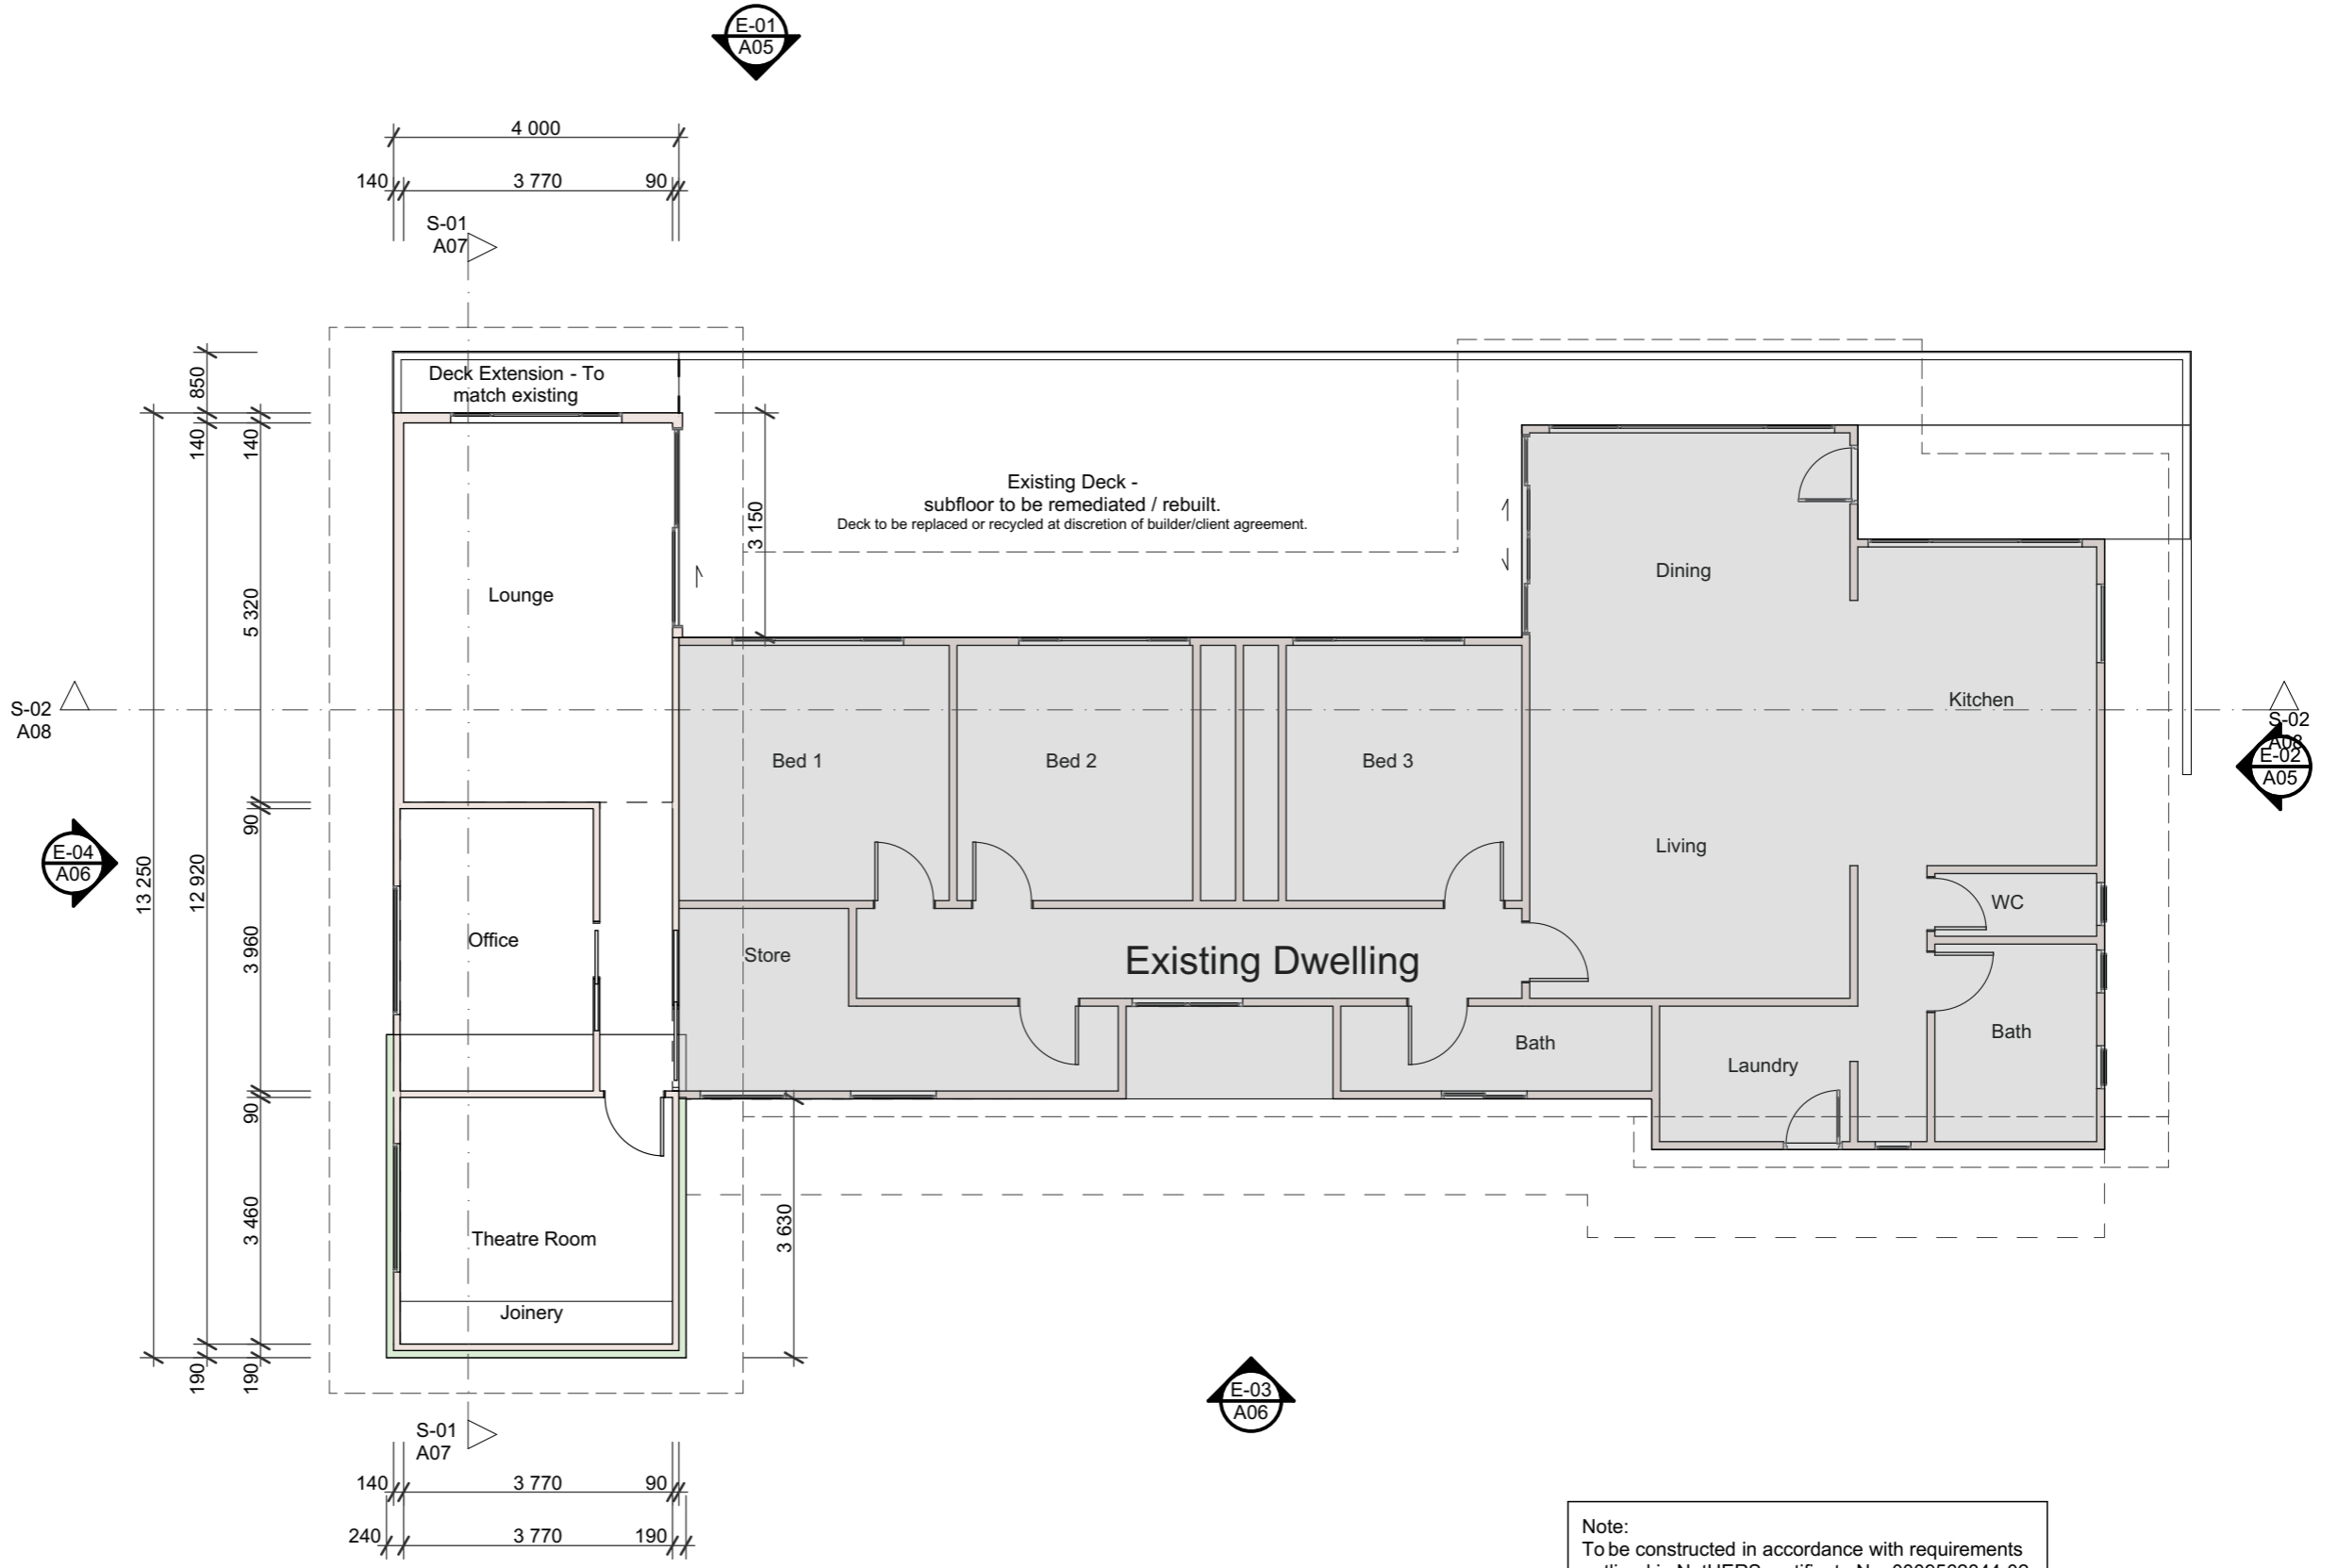 E-01
A05
4 000
140
3 770
90
S-01
A07
850
140
140
Deck Extension - To
match existing
Existing Deck -
subfloor to be remediated / rebuilt.
Deck to be replaced or recycled at discretion of builder/client agreement.
3 150
Dining
Lounge
5 320
Kitchen
S-02
A08
S-02
A08
E-02
A05
Bed 1
Bed 2
Bed 3
Living
90
E-04
A06
13 250
12 920
3 960
Office
Store
Existing Dwelling
WC
Bath
Bath
Laundry
90
3 460
Theatre Room
3 630
Joinery
190
190
E-03
A06
S-01
A07
140
3 770
90
240
3 770
190
Note:
To be constructed in accordance with requirements